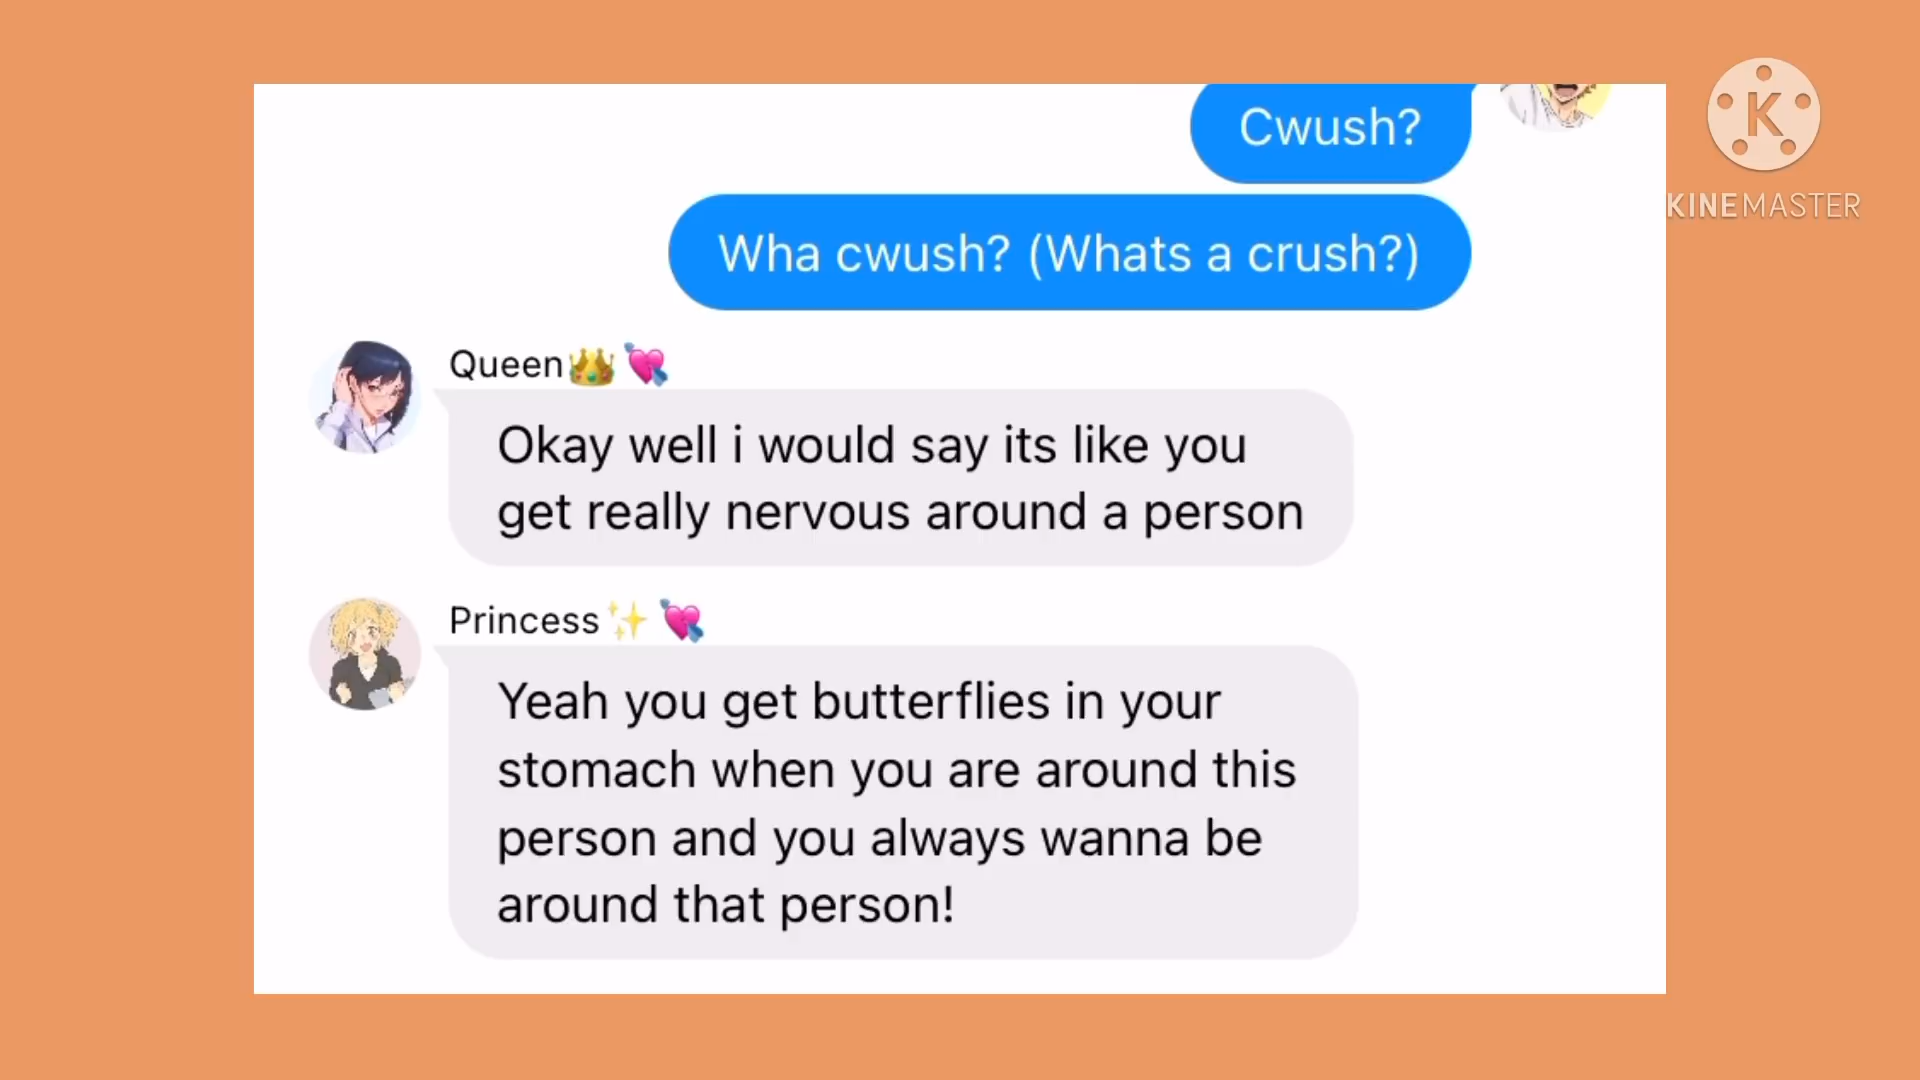 Cwush?
KINEMASTER
Wha cwush? (Whats a crush?)
Queen👑💘
Okay well i would say its like you
get really nervous around a person
Princess✨💘
Yeah you get butterflies in your
stomach when you are around this
person and you always wanna be
around that person!